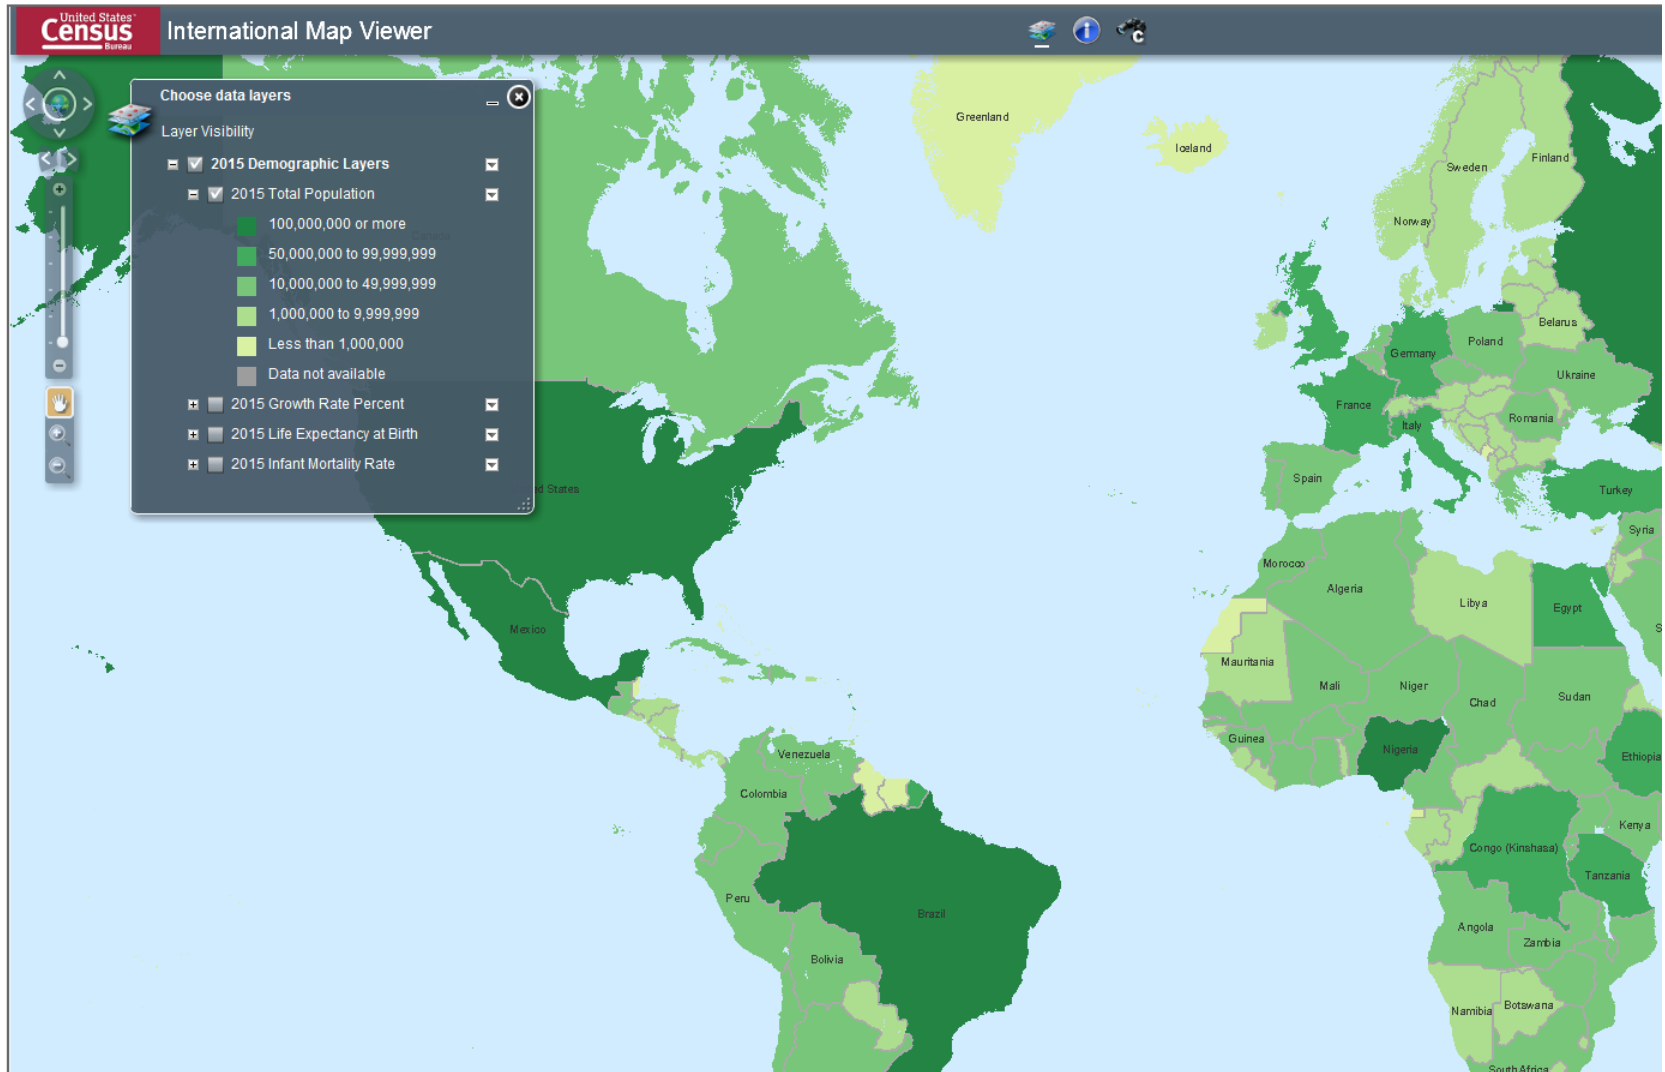 United States™
Census
Bureau
International Map Viewer
C
Choose data layers
Layer Visibility
2015 Demographic Layers
2015 Total Population
100,000,000 or more
50,000,000 to 99,999,999
10,000,000 to 49,999,999
1,000,000 to 9,999,999
Less than 1,000,000
Data not available
2015 Growth Rate Percent
2015 Life Expectancy at Birth
2015 Infant Mortality Rate
Canada
ed States
Mexico
Greenland
Iceland
Sweden
Finland
Norway
Belarus
Poland
Germany
Ukraine
France
Romania
Italy
Spain
Turkey
Syria
Morocco
Algeria
Libya
Egypt
S
Mauritania
Mali
Niger
Chad
Sudan
Guinea
Nigeria
Ethiopia
Venezuela
Colombia
Kenya
Congo (Kinshasa)
Tanzania
Peru
Brazil
Angola
Zambia
Bolivia
Namibia
Botswana
South Africa